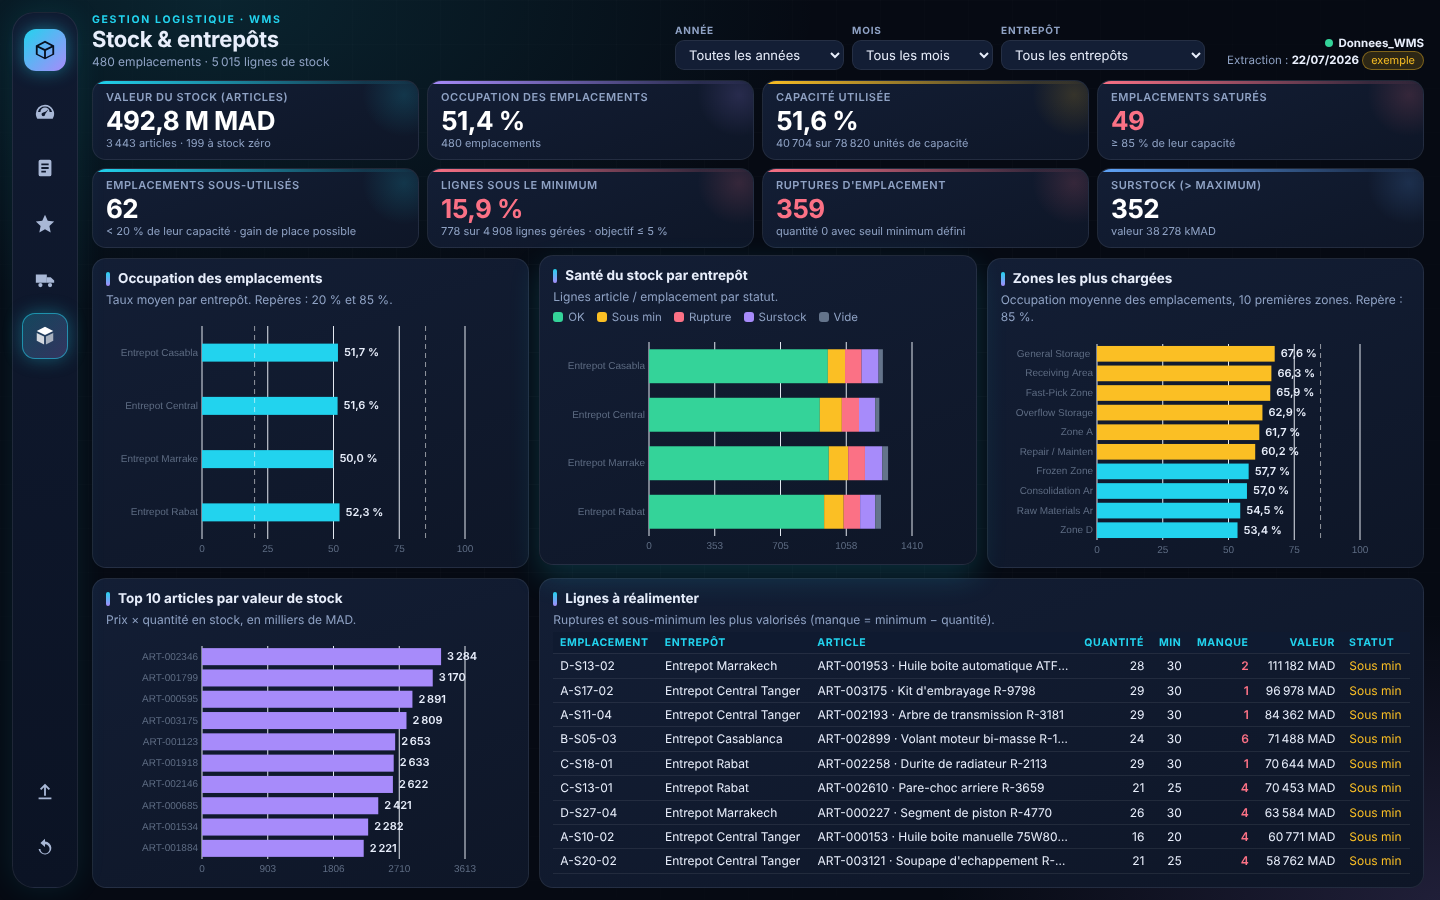 GESTION LOGISTIQUE · WMS
Stock & entrepôts
480 emplacements · 5 015 lignes de stock
ANNÉE
Toutes les années
MOIS
Tous les mois
ENTREPÔT
Tous les entrepôts
Donnees_WMS
Extraction : 22/07/2026 exemple
VALEUR DU STOCK (ARTICLES)
492,8 M MAD
3 443 articles · 199 à stock zéro
OCCUPATION DES EMPLACEMENTS
51,4 %
480 emplacements
CAPACITÉ UTILISÉE
51,6 %
40 704 sur 78 820 unités de capacité
EMPLACEMENTS SATURÉS
49
≥ 85 % de leur capacité
EMPLACEMENTS SOUS-UTILISÉS
62
< 20 % de leur capacité · gain de place possible
LIGNES SOUS LE MINIMUM
15,9 %
778 sur 4 908 lignes gérées · objectif ≤ 5 %
RUPTURES D'EMPLACEMENT
359
quantité 0 avec seuil minimum défini
SURSTOCK (> MAXIMUM)
352
valeur 38 278 kMAD
Occupation des emplacements
Taux moyen par entrepôt. Repères : 20 % et 85 %.
Entrepot Casabla 51,7 %
Entrepot Central 51,6 %
Entrepot Marrake 50,0 %
Entrepot Rabat 52,3 %
0 25 50 75 100
Santé du stock par entrepôt
Lignes article / emplacement par statut.
OK Sous min Rupture Surstock Vide
Entrepot Casabla
Entrepot Central
Entrepot Marrake
Entrepot Rabat
0 353 705 1058 1410
Zones les plus chargées
Occupation moyenne des emplacements, 10 premières zones. Repère :
85 %.
General Storage 67,6 %
Receiving Area 66,3 %
Fast-Pick Zone 65,9 %
Overflow Storage 62,9 %
Zone A 61,7 %
Repair / Mainten 60,2 %
Frozen Zone 57,7 %
Consolidation Ar 57,0 %
Raw Materials Ar 54,5 %
Zone D 53,4 %
0 25 50 75 100
Top 10 articles par valeur de stock
Prix × quantité en stock, en milliers de MAD.
ART-002346 3 284
ART-001799 3 170
ART-000595 2 891
ART-003175 2 809
ART-001123 2 653
ART-001918 2 633
ART-002146 2 622
ART-000685 2 421
ART-001534 2 282
ART-001884 2 221
0 903 1806 2710 3613
Lignes à réalimenter
Ruptures et sous-minimum les plus valorisés (manque = minimum − quantité).
EMPLACEMENT ENTREPÔT ARTICLE QUANTITÉ MIN MANQUE VALEUR STATUT
D-S13-02 Entrepot Marrakech ART-001953 · Huile boite automatique ATF... 28 30 2 111 182 MAD Sous min
A-S17-02 Entrepot Central Tanger ART-003175 · Kit d'embrayage R-9798 29 30 1 96 978 MAD Sous min
A-S11-04 Entrepot Central Tanger ART-002193 · Arbre de transmission R-3181 29 30 1 84 362 MAD Sous min
B-S05-03 Entrepot Casablanca ART-002899 · Volant moteur bi-masse R-1... 24 30 6 71 488 MAD Sous min
C-S18-01 Entrepot Rabat ART-002258 · Durite de radiateur R-2113 29 30 1 70 644 MAD Sous min
C-S13-01 Entrepot Rabat ART-002610 · Pare-choc arriere R-3659 21 25 4 70 453 MAD Sous min
D-S27-04 Entrepot Marrakech ART-000227 · Segment de piston R-4770 26 30 4 63 584 MAD Sous min
A-S10-02 Entrepot Central Tanger ART-000153 · Huile boite manuelle 75W80... 16 20 4 60 771 MAD Sous min
A-S20-02 Entrepot Central Tanger ART-003121 · Soupape d'echappement R-... 21 25 4 58 762 MAD Sous min